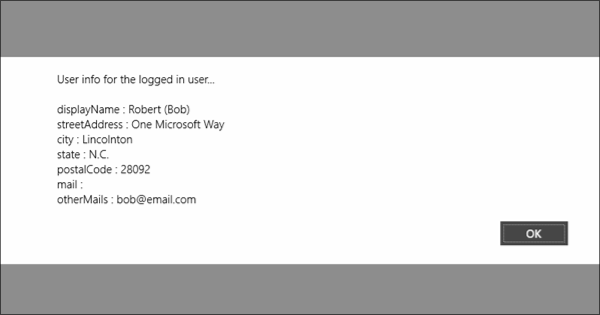 User info for the logged in user...
displayName : Robert (Bob)
streetAddress : One Microsoft Way
city : Lincolnton
state : N.C.
postalCode : 28092
mail :
otherMails : bob@email.com
OK